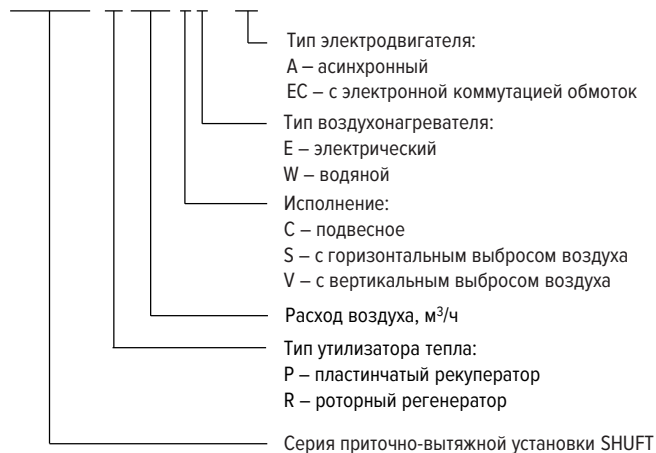 Тип электродвигателя:
A – асинхронный
EC – с электронной коммутацией обмоток
Тип воздухонагревателя:
E – электрический
W – водяной
Исполнение:
C – подвесное
S – с горизонтальным выбросом воздуха
V – с вертикальным выбросом воздуха
Расход воздуха, м³/ч
Тип утилизатора тепла:
P – пластинчатый рекуператор
R – роторный регенератор
Серия приточно-вытяжной установки SHUFT